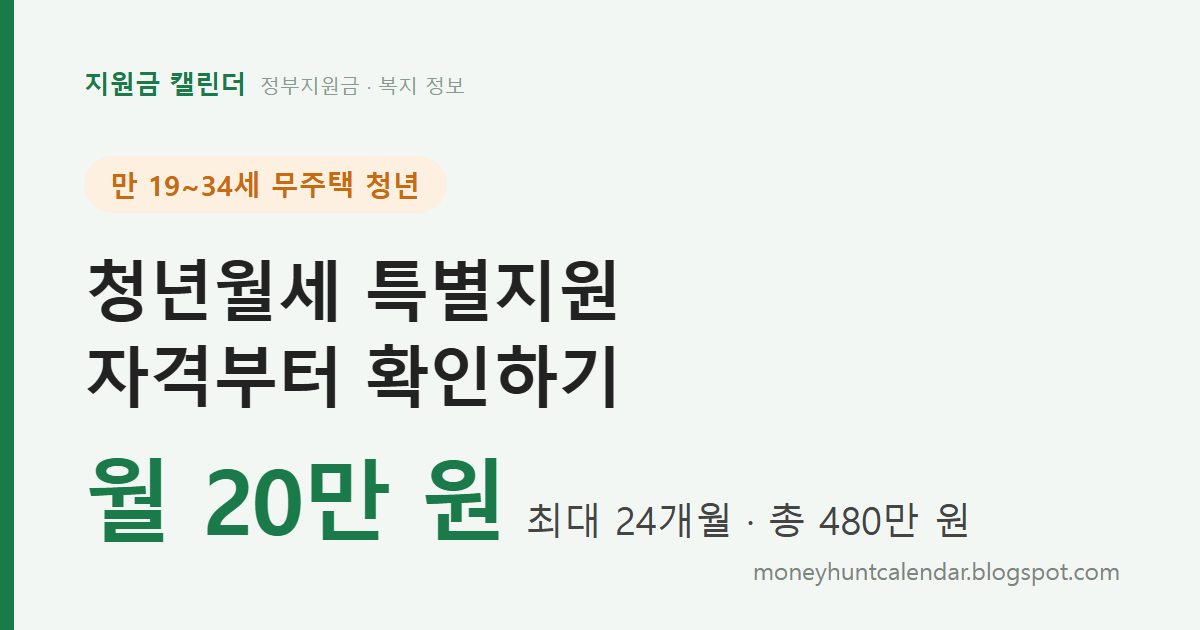 지원금 캘린더 정부지원금 · 복지 정보
만 19~34세 무주택 청년
청년월세 특별지원
자격부터 확인하기
월 20만 원 최대 24개월 · 총 480만 원
moneyhuntcalendar.blogspot.com